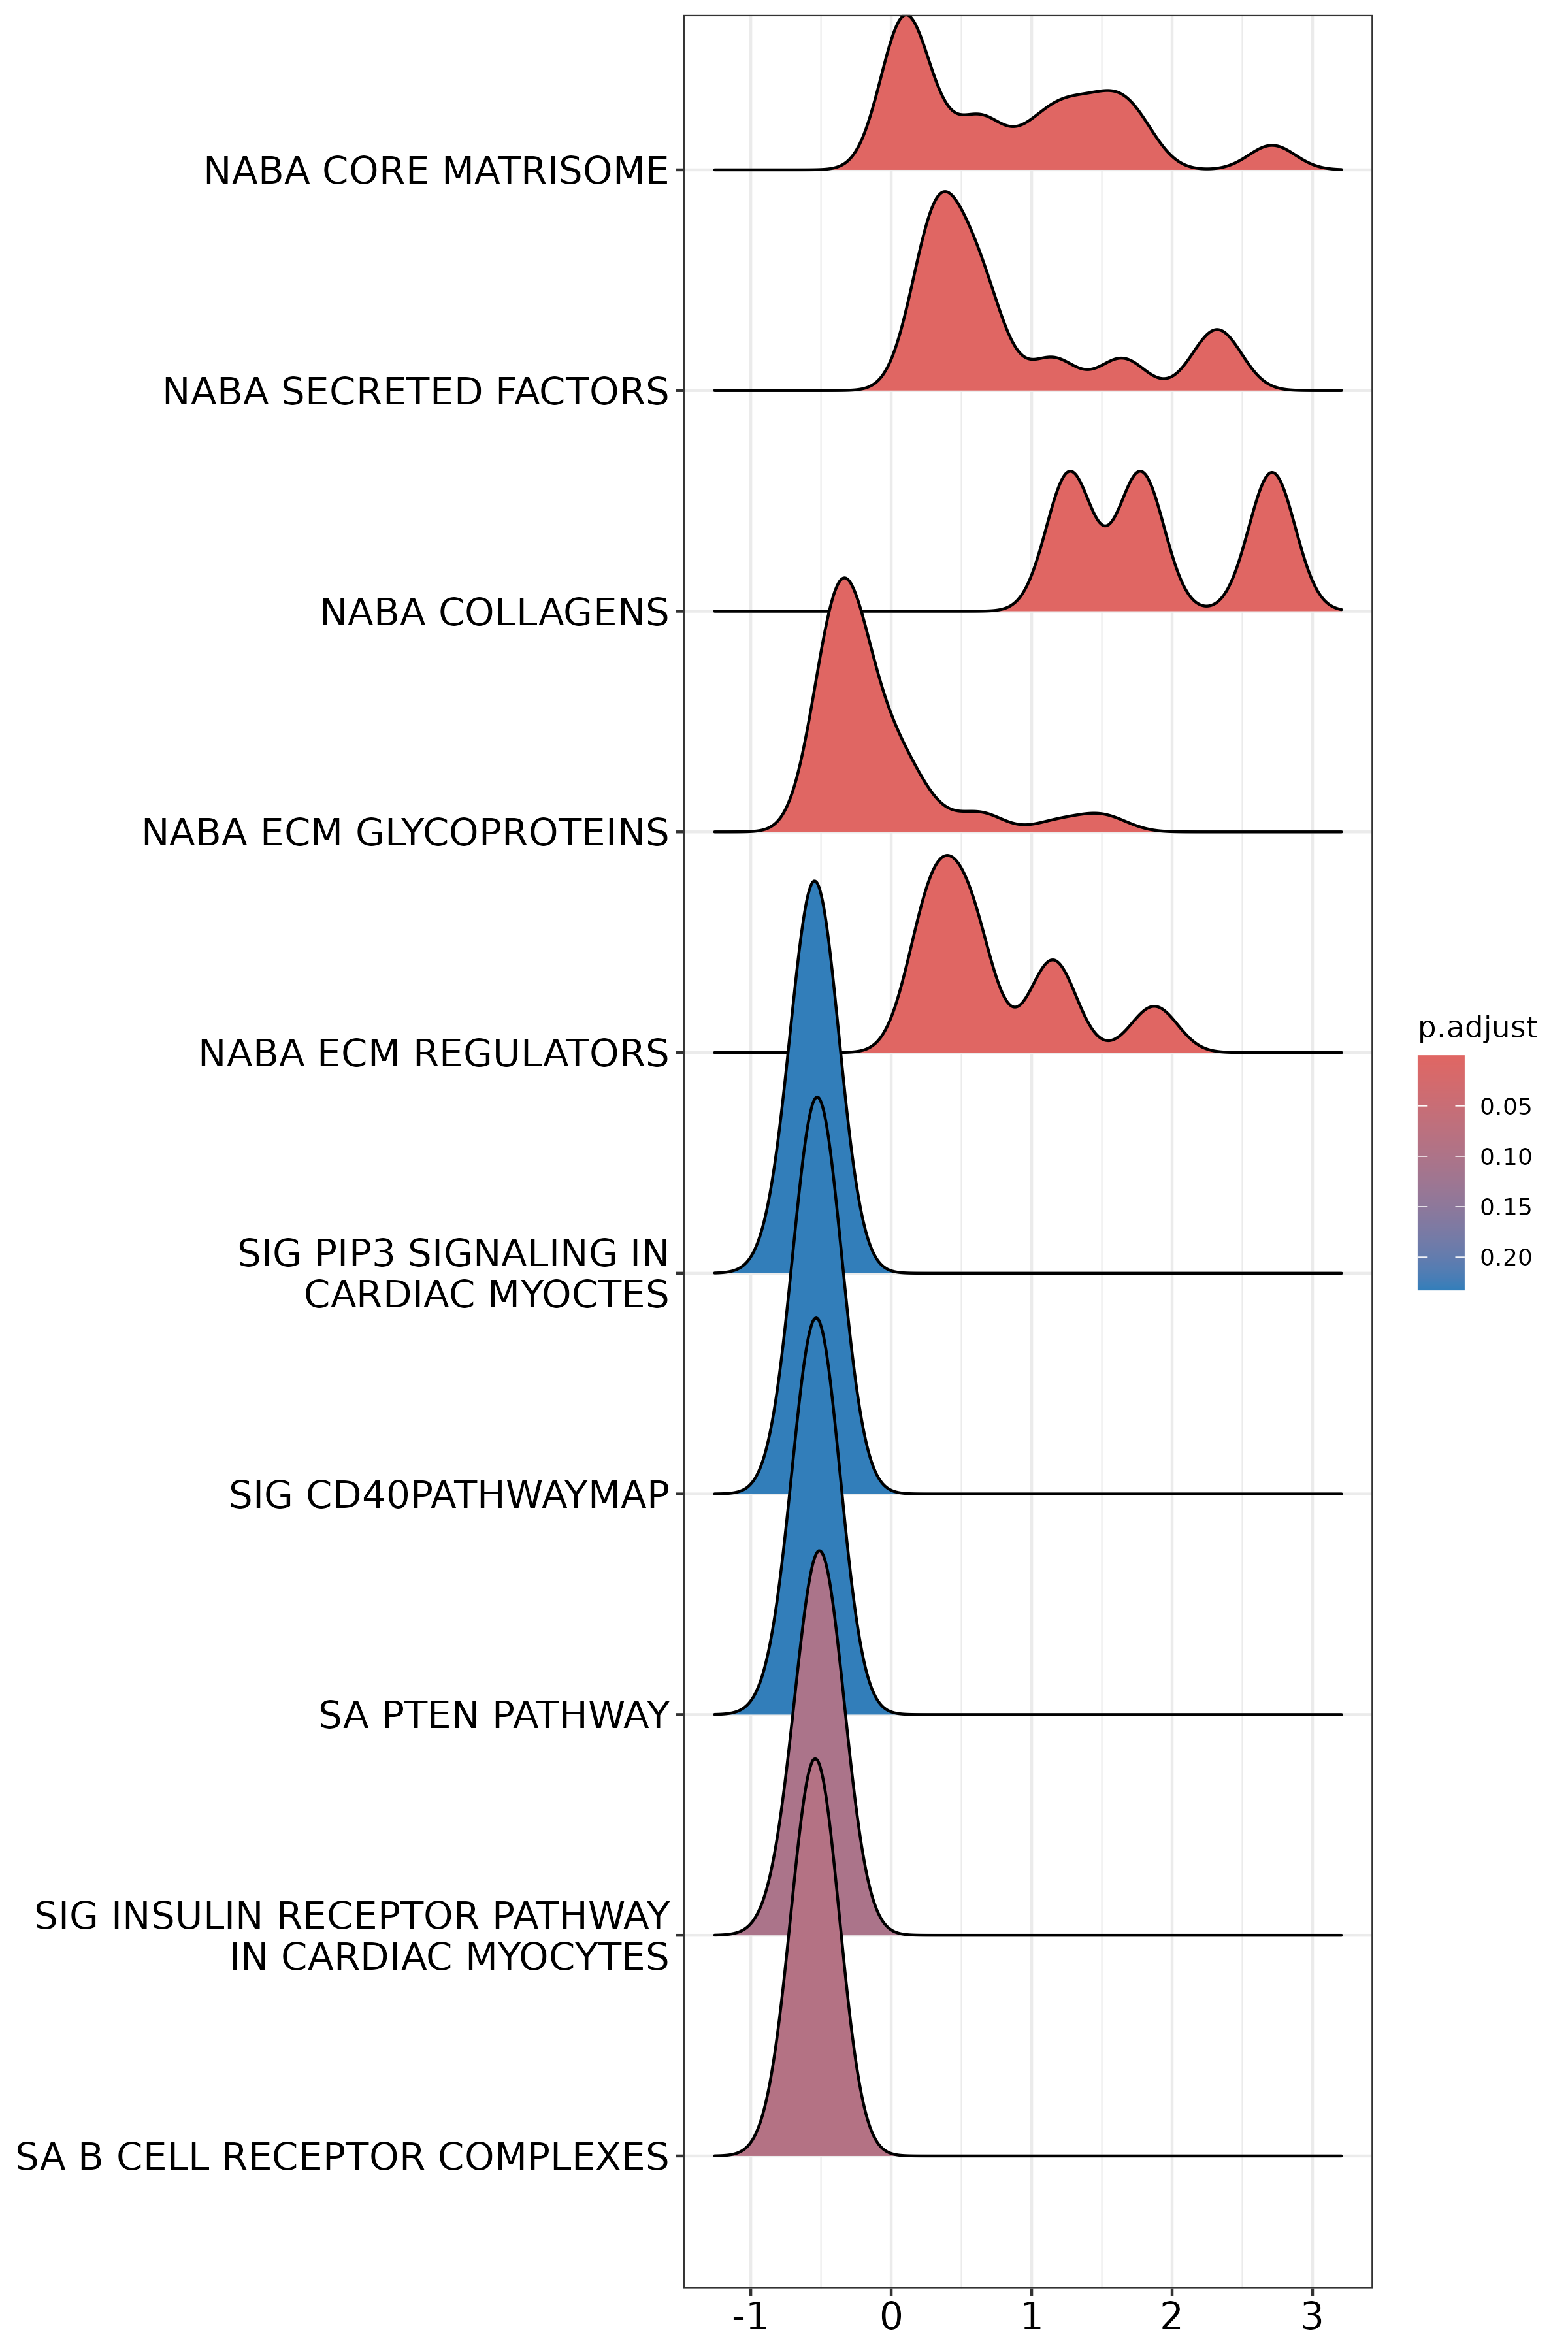 NABA CORE MATRISOME
NABA SECRETED FACTORS
NABA COLLAGENS
NABA ECM GLYCOPROTEINS
NABA ECM REGULATORS
SIG PIP3 SIGNALING IN
CARDIAC MYOCTES
SIG CD40PATHWAYMAP
SA PTEN PATHWAY
SIG INSULIN RECEPTOR PATHWAY
IN CARDIAC MYOCYTES
SA B CELL RECEPTOR COMPLEXES
-1 0 1 2 3
p.adjust
0.05
0.10
0.15
0.20